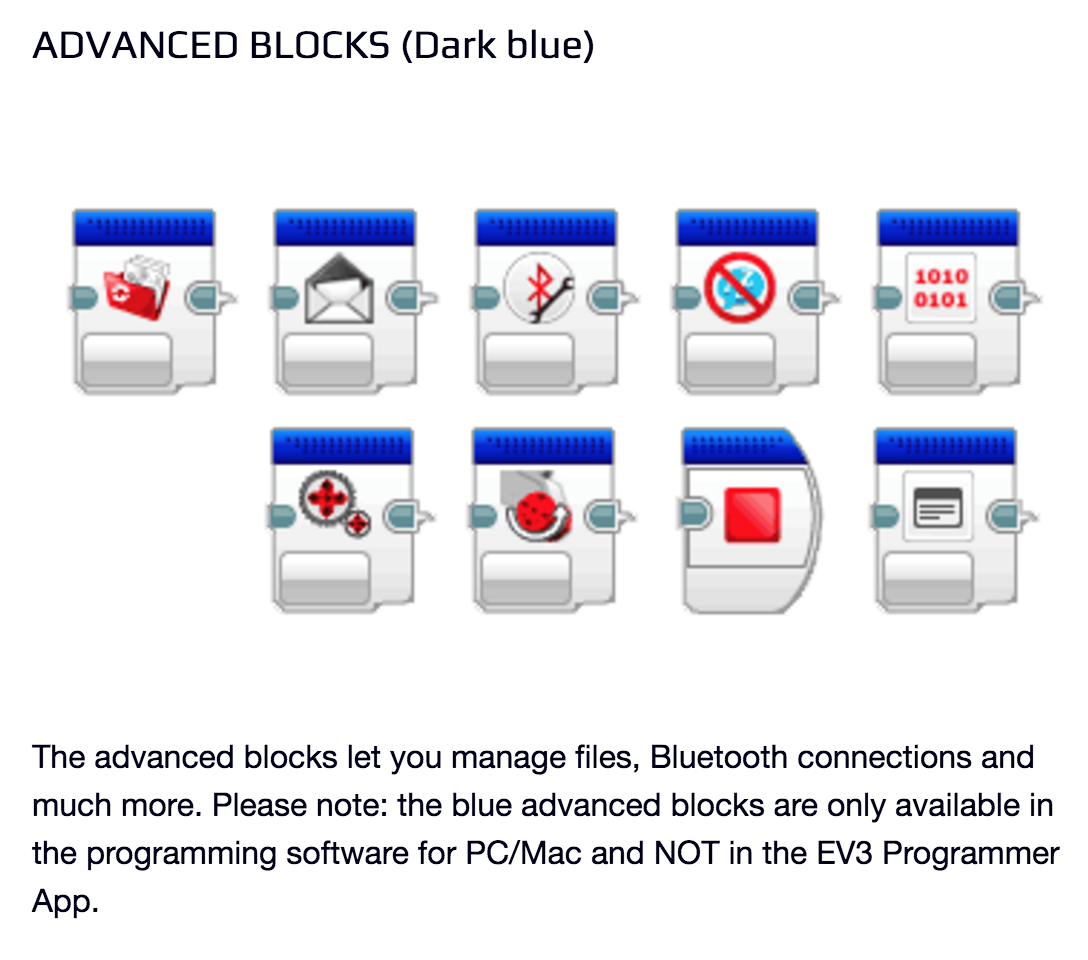 ADVANCED BLOCKS (Dark blue)
1010
0101
The advanced blocks let you manage files, Bluetooth connections and
much more. Please note: the blue advanced blocks are only available in
the programming software for PC/Mac and NOT in the EV3 Programmer
App.